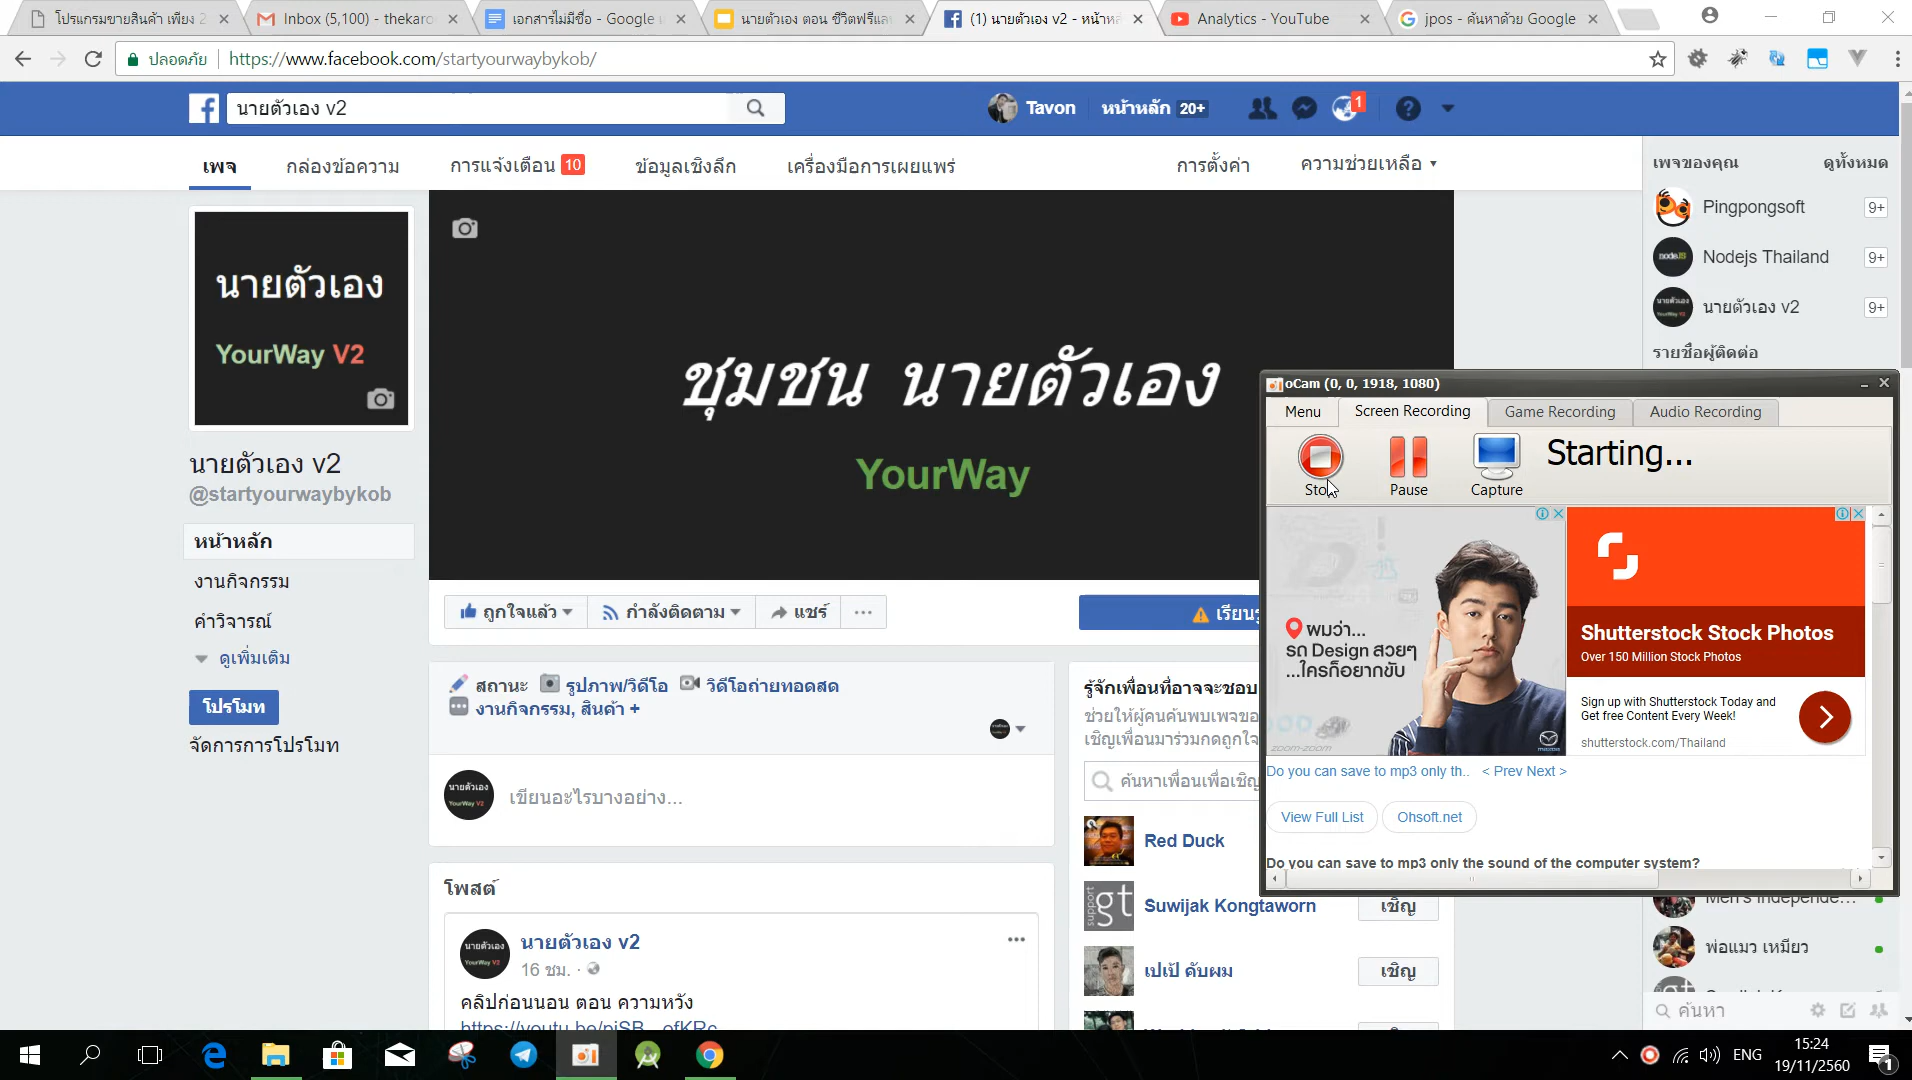 โปรแกรมขายสินค้า เพียง 2
Inbox (5,100) - thekaro
เอกสารไม่มีชื่อ - Google
นายตัวเอง ตอน ชีวิตฟรีแล
(1) นายตัวเอง v2 - หน้าหล
Analytics - YouTube
jpos - ค้นหาด้วย Google
ปลอดภัย
https://www.facebook.com/startyourwaybykob/
นายตัวเอง v2
Tavon
หน้าหลัก 20+
1
เพจ
กล่องข้อความ
การแจ้งเตือน 10
ข้อมูลเชิงลึก
เครื่องมือการเผยแพร่
การตั้งค่า
ความช่วยเหลือ
เพจของคุณ
ดูทั้งหมด
Pingpongsoft 9+
Nodejs Thailand 9+
นายตัวเอง v2 9+
รายชื่อผู้ติดต่อ
นายตัวเอง
YourWay V2
ชุมชน นายตัวเอง
YourWay
นายตัวเอง v2
@startyourwaybykob
หน้าหลัก
งานกิจกรรม
คำวิจารณ์
ดูเพิ่มเติม
โปรโมท
จัดการการโปรโมท
ถูกใจแล้ว
กำลังติดตาม
แชร์
เรียนรู้
สถานะ
รูปภาพ/วิดีโอ
วิดีโอถ่ายทอดสด
งานกิจกรรม, สินค้า +
นายตัวเอง
YourWay V2
เขียนอะไรบางอย่าง...
โพสต์
นายตัวเอง v2
16 ชม.
คลิปก่อนนอน ตอน ความหวัง
รู้จักเพื่อนที่อาจจะชอบ
ช่วยให้ผู้คนค้นพบเพจขอ
เชิญเพื่อนมาร่วมกดถูกใจ
ค้นหาเพื่อนเพื่อเชิญ
Red Duck
Suwijak Kongtaworn
เชิญ
เปเป้ คับผม
เชิญ
oCam (0, 0, 1918, 1080)
Menu
Screen Recording
Game Recording
Audio Recording
Stop
Pause
Capture
Starting...
ผมว่า...
รถ Design สวยๆ
...ใครก็อยากขับ
zoom-zoom
mazda
Shutterstock Stock Photos
Over 150 Million Stock Photos
Sign up with Shutterstock Today and
Get free Content Every Week!
shutterstock.com/Thailand
Do you can save to mp3 only th..
< Prev Next >
View Full List
Ohsoft.net
Do you can save to mp3 only the sound of the computer system?
Men's Independe...
พ่อแมว เหมียว
ค้นหา
ENG
15:24
19/11/2560
1